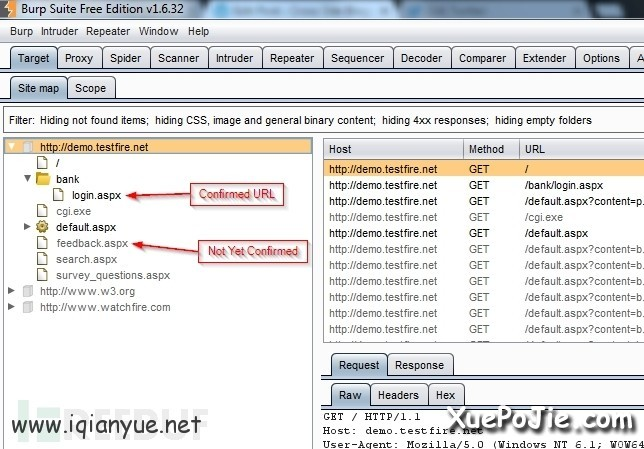 Burp Suite Free Edition v1.6.32
Burp Intruder Repeater Window Help
Target Proxy Spider Scanner Intruder Repeater Sequencer Decoder Comparer Extender Options
Site map Scope
Filter: Hiding not found items; hiding CSS, image and general binary content; hiding 4xx responses; hiding empty folders
http://demo.testfire.net
/
bank
login.aspx
Confirmed URL
cgi.exe
default.aspx
feedback.aspx
Not Yet Confirmed
search.aspx
survey_questions.aspx
http://www.w3.org
http://www.watchfire.com
Host Method URL
http://demo.testfire.net GET /
http://demo.testfire.net GET /bank/login.aspx
http://demo.testfire.net GET /default.aspx?content=b.
http://demo.testfire.net GET /cgi.exe
http://demo.testfire.net GET /default.aspx
http://demo.testfire.net GET /default.aspx?content=b.
http://demo.testfire.net GET /default.aspx?content=b.
http://demo.testfire.net GET /default.aspx?content=b.
http://demo.testfire.net GET /default.aspx?content=b.
http://demo.testfire.net GET /default.aspx?content=b.
http://demo.testfire.net GET /default.aspx?content=b.
Request Response
Raw Headers Hex
GET / HTTP/1.1
Host: demo.testfire.net
User-Agent: Mozilla/5.0 (Windows NT 6.1; WOW64
REEBUF
www.iqianyue.net
XuePoJie.com